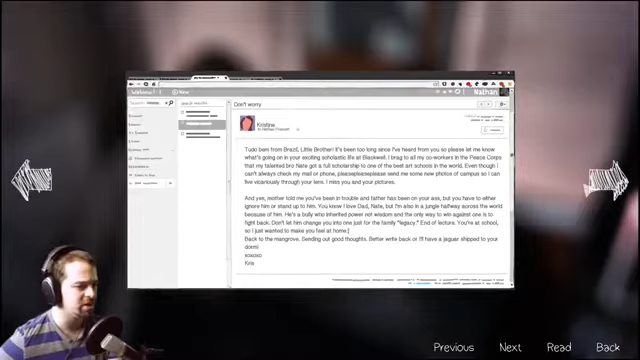 Welcome!
New
Nathan
Don't worry
Kristine
Tudo bem from Brazil, Little Brother! It's been too long since I've heard from you so please let me know
what's going on in your exciting scholastic life at Blackwell. I brag to all my co-workers in the Peace Corps
that my talented bro Nate got a full scholarship to one of the best art schools in the world. Even though I
can't always check my mail or phone, pleasepleaseplease send me some new photos of campus so I can
live vicariously through your lens. I miss you and your pictures.
And yes, mother told me you've been in trouble and father has been on your ass, but you have to either
ignore him or stand up to him. You know I love Dad, Nate, but I'm also in a jungle halfway across the world
because of him. He's a bully who inherited power not wisdom and the only way to win against one is to
fight back. Don't let him change you into one just for the family "legacy." End of lecture. You're at school,
so I just wanted to make you feel at home.
Back to the mangrove. Sending out good thoughts. Better write back or I'll have a jaguar shipped to your
dorm!
xoxoxo
Kris
Previous
Next
Read
Back